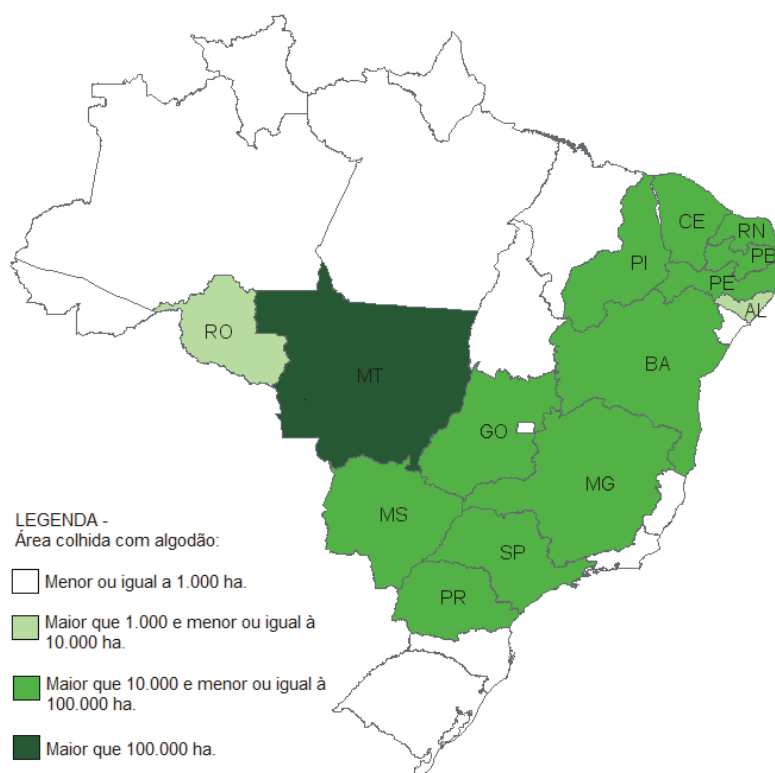 CE
RN
PB
PI
PE
AL
RO
BA
MT
GO
MG
MS
SP
PR
LEGENDA -
Área colhida com algodão:
Menor ou igual a 1.000 ha.
Maior que 1.000 e menor ou igual à
10.000 ha.
Maior que 10.000 e menor ou igual à
100.000 ha.
Maior que 100.000 ha.